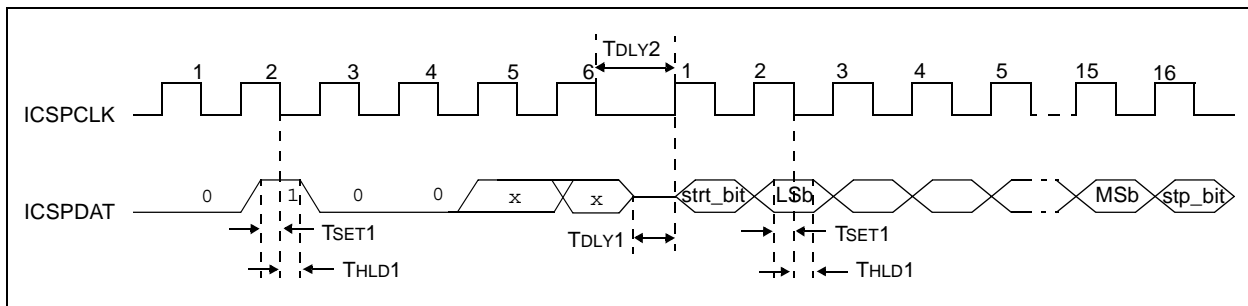 TDLY2
1 2 3 4 5 6 1 2 3 4 5 15 16
ICSPCLK
ICSPDAT
0 1 0 0 x x strt_bit LSb MSb stp_bit
TSET1 TDLY1 TSET1
THLD1 THLD1